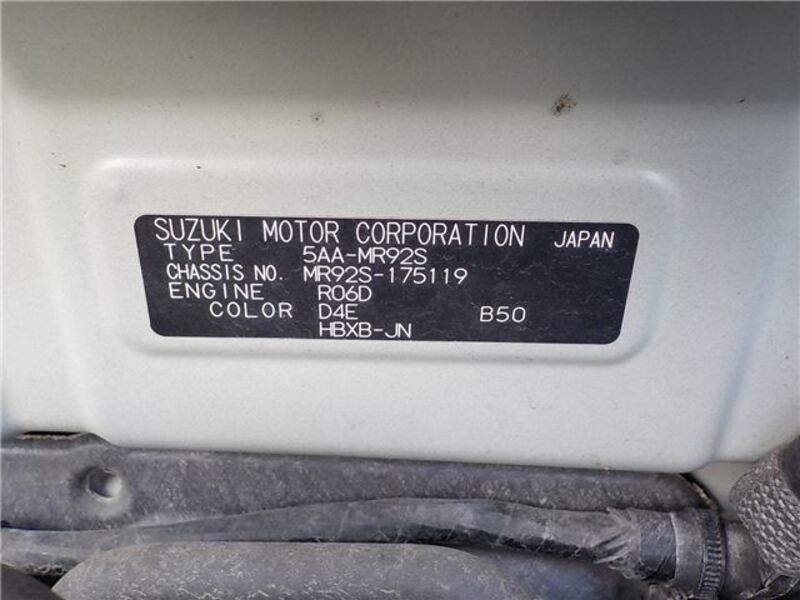 SUZUKI MOTOR CORPORATION JAPAN
TYPE 5AA-MR92S
CHASSIS NO. MR92S-175119
ENGINE R06D
COLOR D4E B50
HBXB-JN